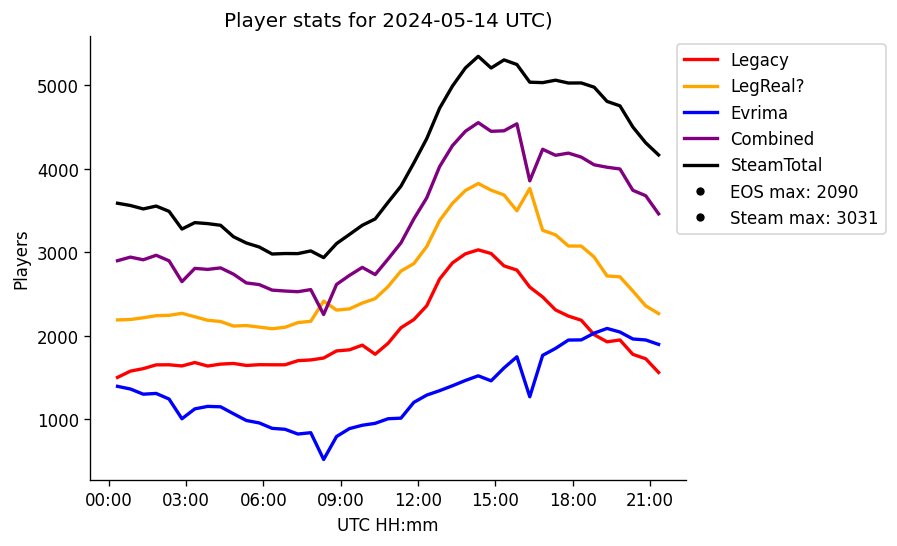 Player stats for 2024-05-14 UTC)
Legacy
LegReal?
Evrima
Combined
SteamTotal
EOS max: 2090
Steam max: 3031
Players
5000
4000
3000
2000
1000
00:00 03:00 06:00 09:00 12:00 15:00 18:00 21:00
UTC HH:mm